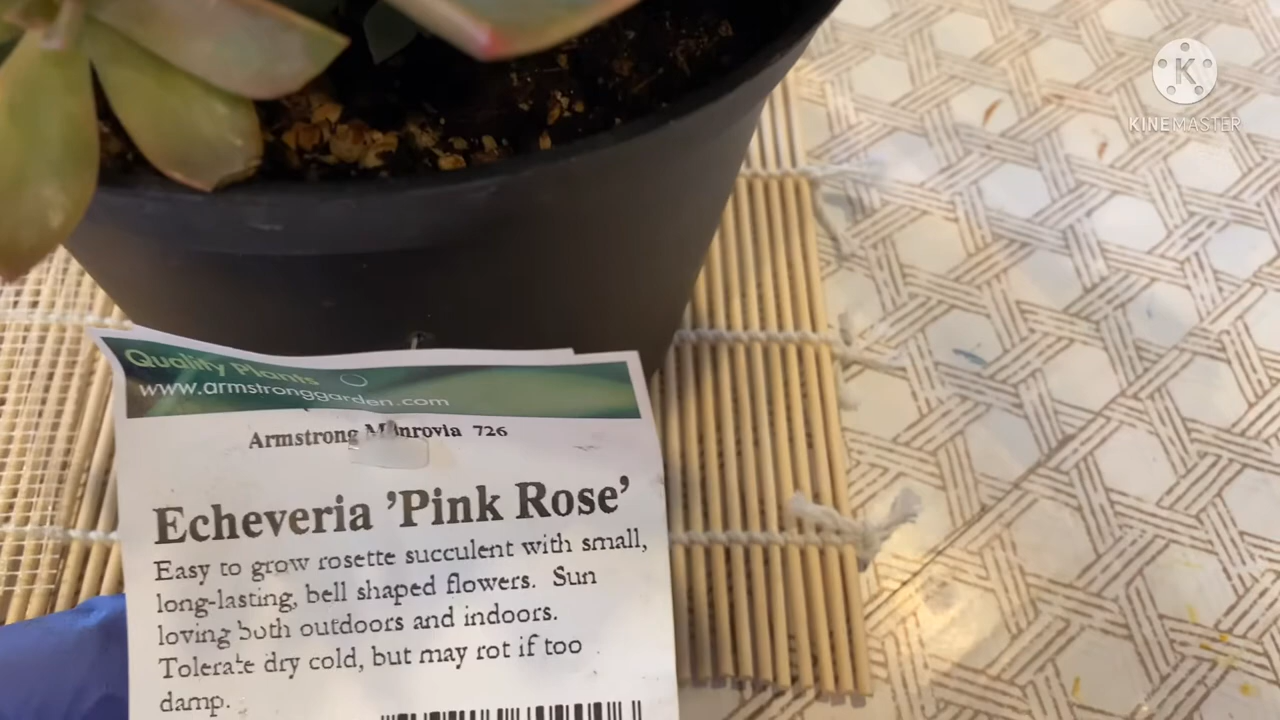 K
KINEMASTER
Quality Plants
www.armstronggarden.com
Armstrong Monrovia 726
Echeveria 'Pink Rose'
Easy to grow rosette succulent with small,
long-lasting, bell shaped flowers. Sun
loving both outdoors and indoors.
Tolerate dry cold, but may rot if too
damp.